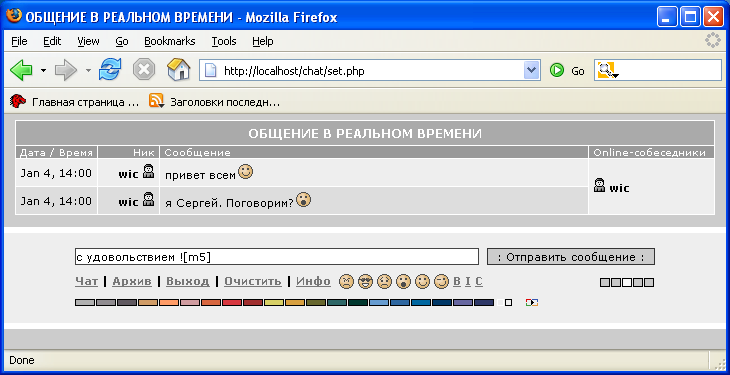 ОБЩЕНИЕ В РЕАЛЬНОМ ВРЕМЕНИ - Mozilla Firefox
File Edit View Go Bookmarks Tools Help
http://localhost/chat/set.php Go
Главная страница ... Заголовки последн...
ОБЩЕНИЕ В РЕАЛЬНОМ ВРЕМЕНИ
Дата / Время Ник Сообщение Online-собеседники
Jan 4, 14:00 wic привет всем
wic
Jan 4, 14:00 wic я Сергей. Поговорим?
с удовольствием ![m5] : Отправить сообщение :
Чат | Архив | Выход | Очистить | Инфо B I C
Done